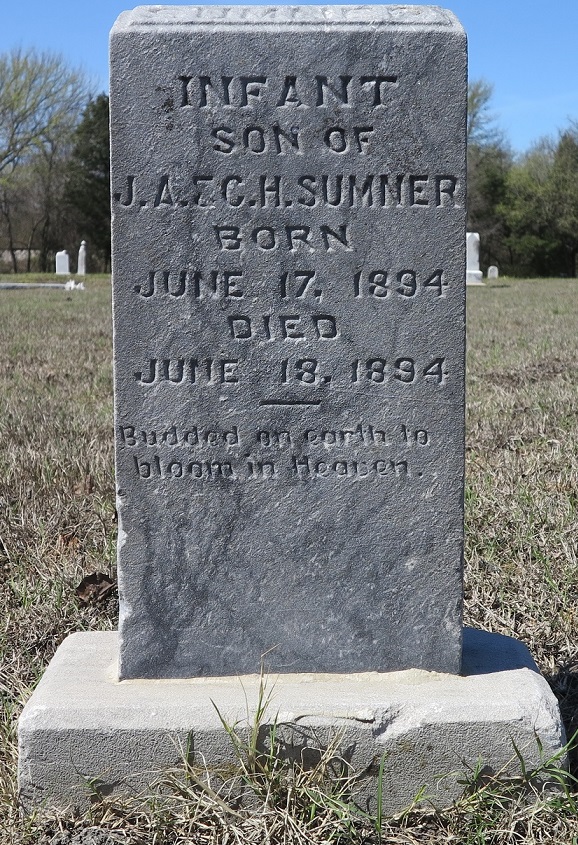 INFANT
SON OF
J.A. & C.H. SUMNER
BORN
JUNE 17, 1894
DIED
JUNE 18, 1894
Budded on earth to
bloom in Heaven.